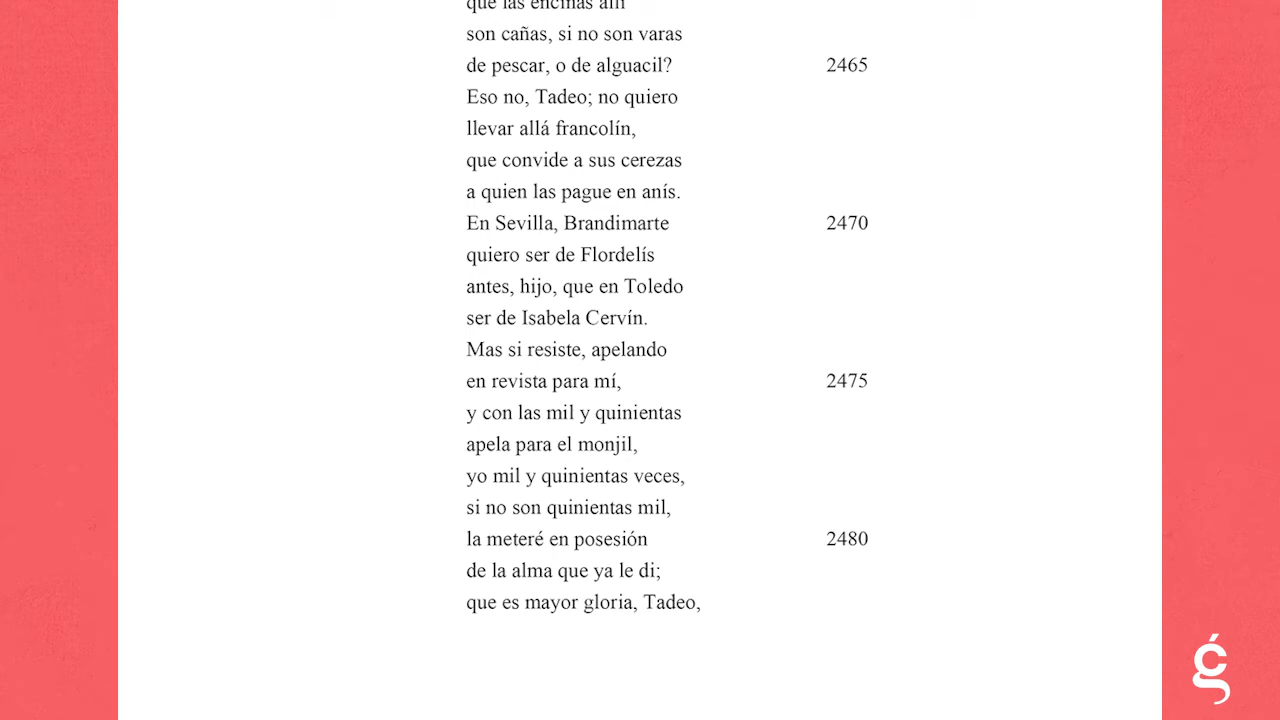 que las encinas allí
son cañas, si no son varas
de pescar, o de alguacil? 2465
Eso no, Tadeo; no quiero
llevar allá francolín,
que convide a sus cerezas
a quien las pague en anís.
En Sevilla, Brandimarte 2470
quiero ser de Flordelís
antes, hijo, que en Toledo
ser de Isabela Cervín.
Mas si resiste, apelando
en revista para mí, 2475
y con las mil y quinientas
apela para el monjil,
yo mil y quinientas veces,
si no son quinientas mil,
la meteré en posesión 2480
de la alma que ya le di;
que es mayor gloria, Tadeo,